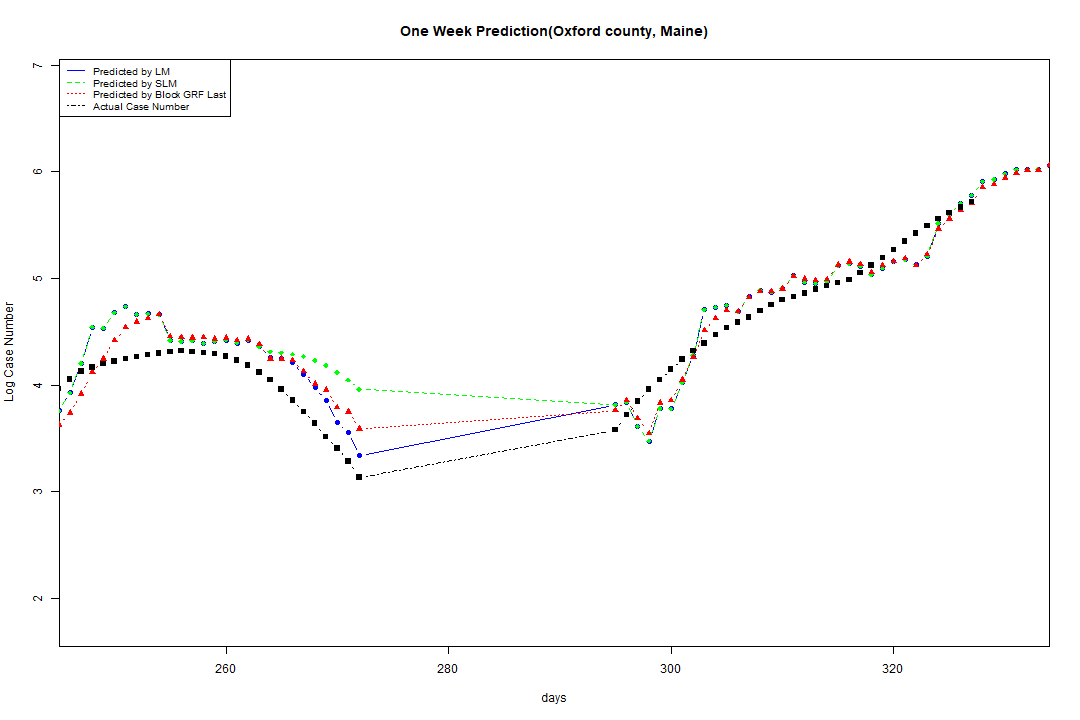 One Week Prediction(Oxford county, Maine)
Predicted by LM
Predicted by SLM
Predicted by Block GRF Last
Actual Case Number
7
6
5
4
3
2
Log Case Number
260 280 300 320
days